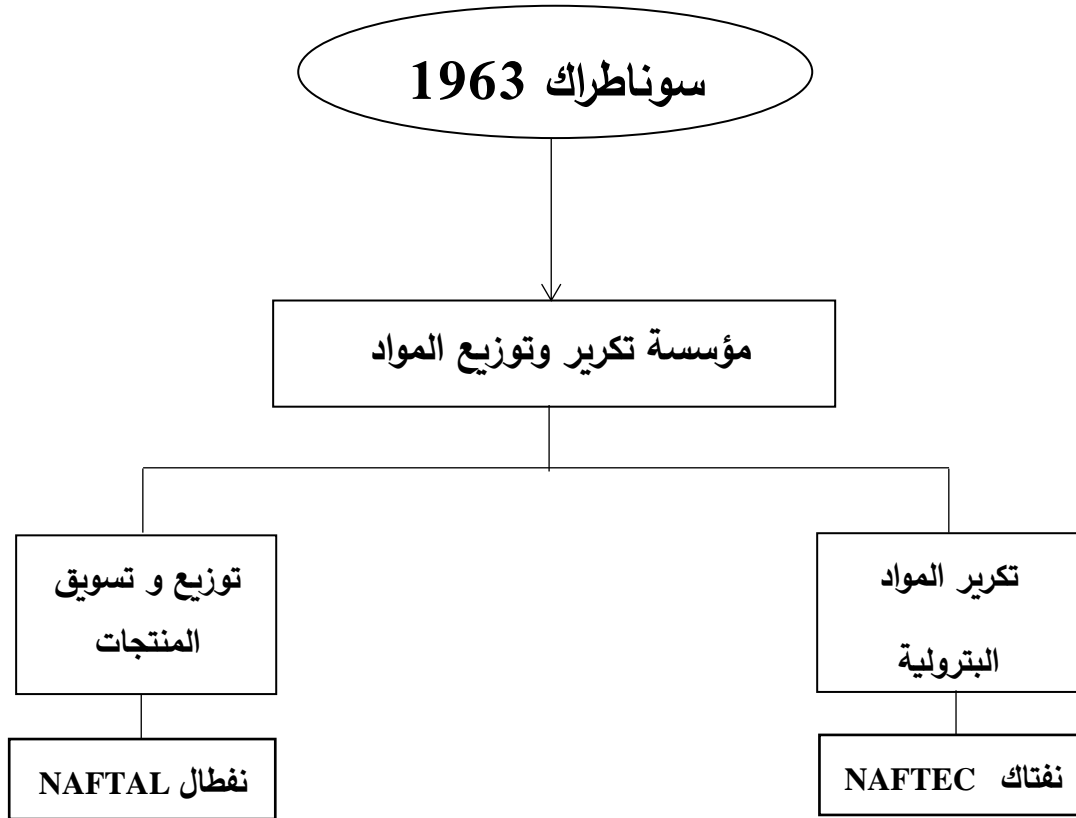 سوناطراك 1963
مؤسسة تكرير وتوزيع المواد
تكرير المواد
البترولية
توزيع و تسويق
المنتجات
نفتاك NAFTEC
نفطال NAFTAL